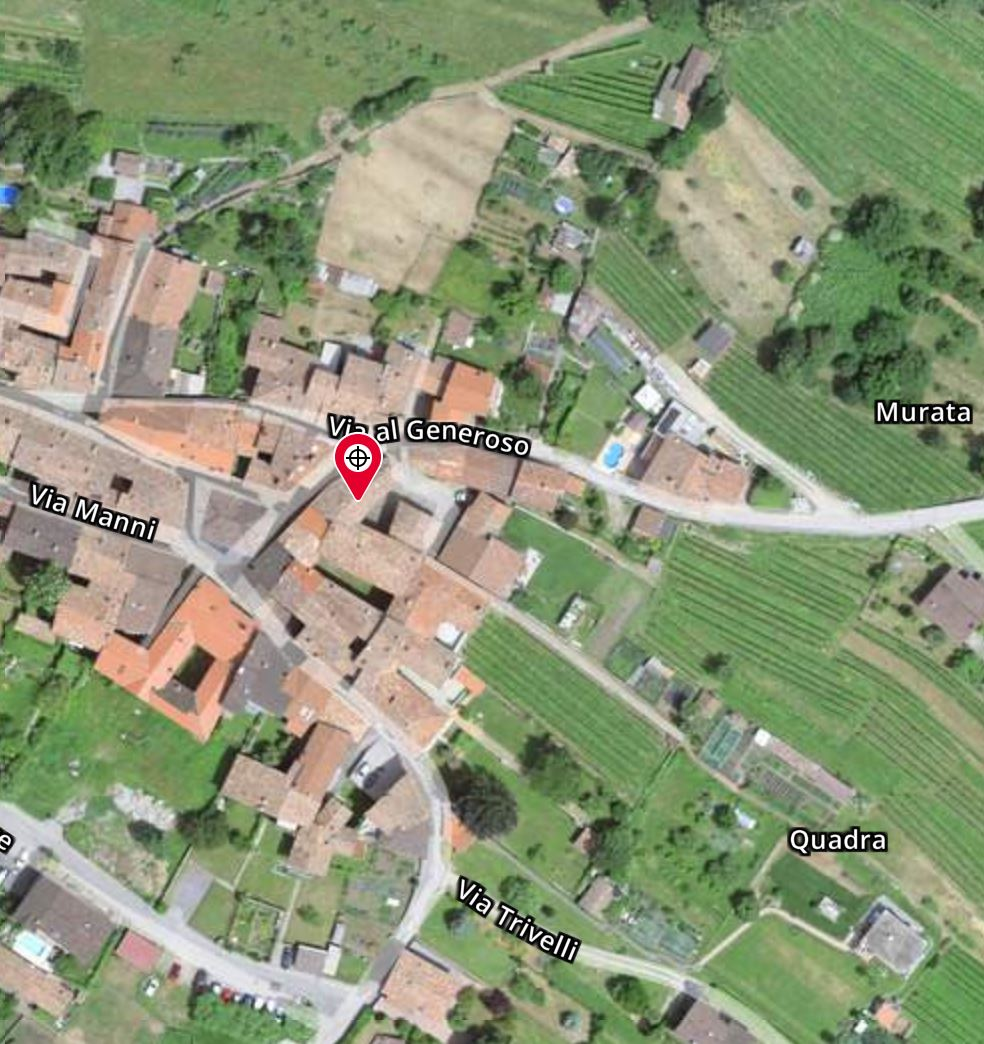 Murata
Via al Generoso
Via Manni
Quadra
e
Via Trivelli